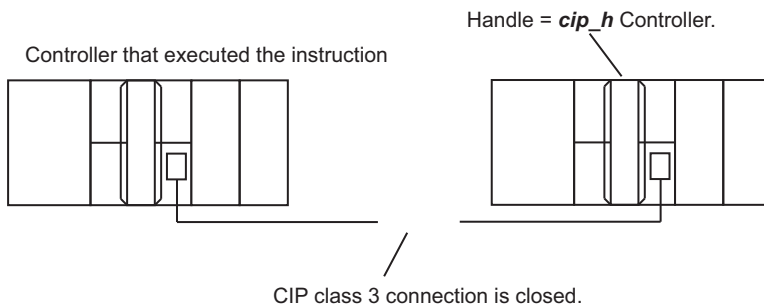 Handle = cip_h Controller.
Controller that executed the instruction
CIP class 3 connection is closed.